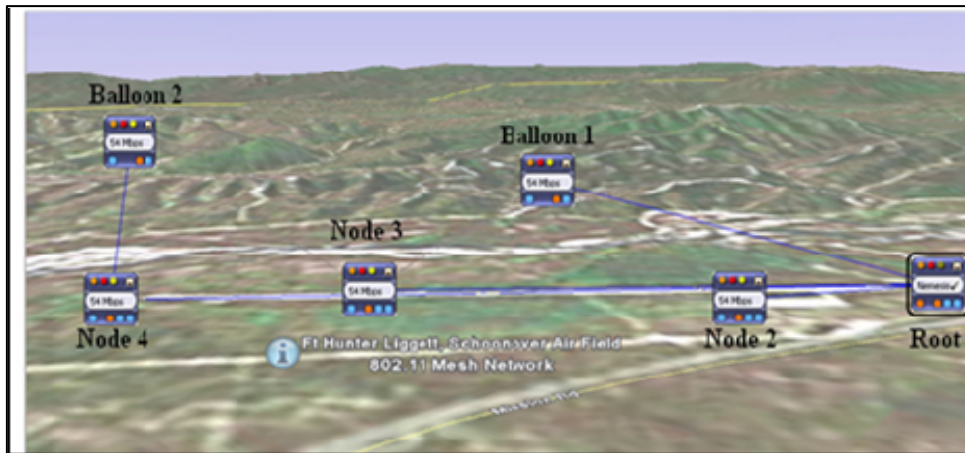 Balloon 2
54 Mbps
Balloon 1
54 Mbps
Node 3
54 Mbps
54 Mbps
54 Mbps
Nemesis✓
Node 4
Node 2
Root
Ft Hunter Liggett, Schoonover Air Field
802.11 Mesh Network